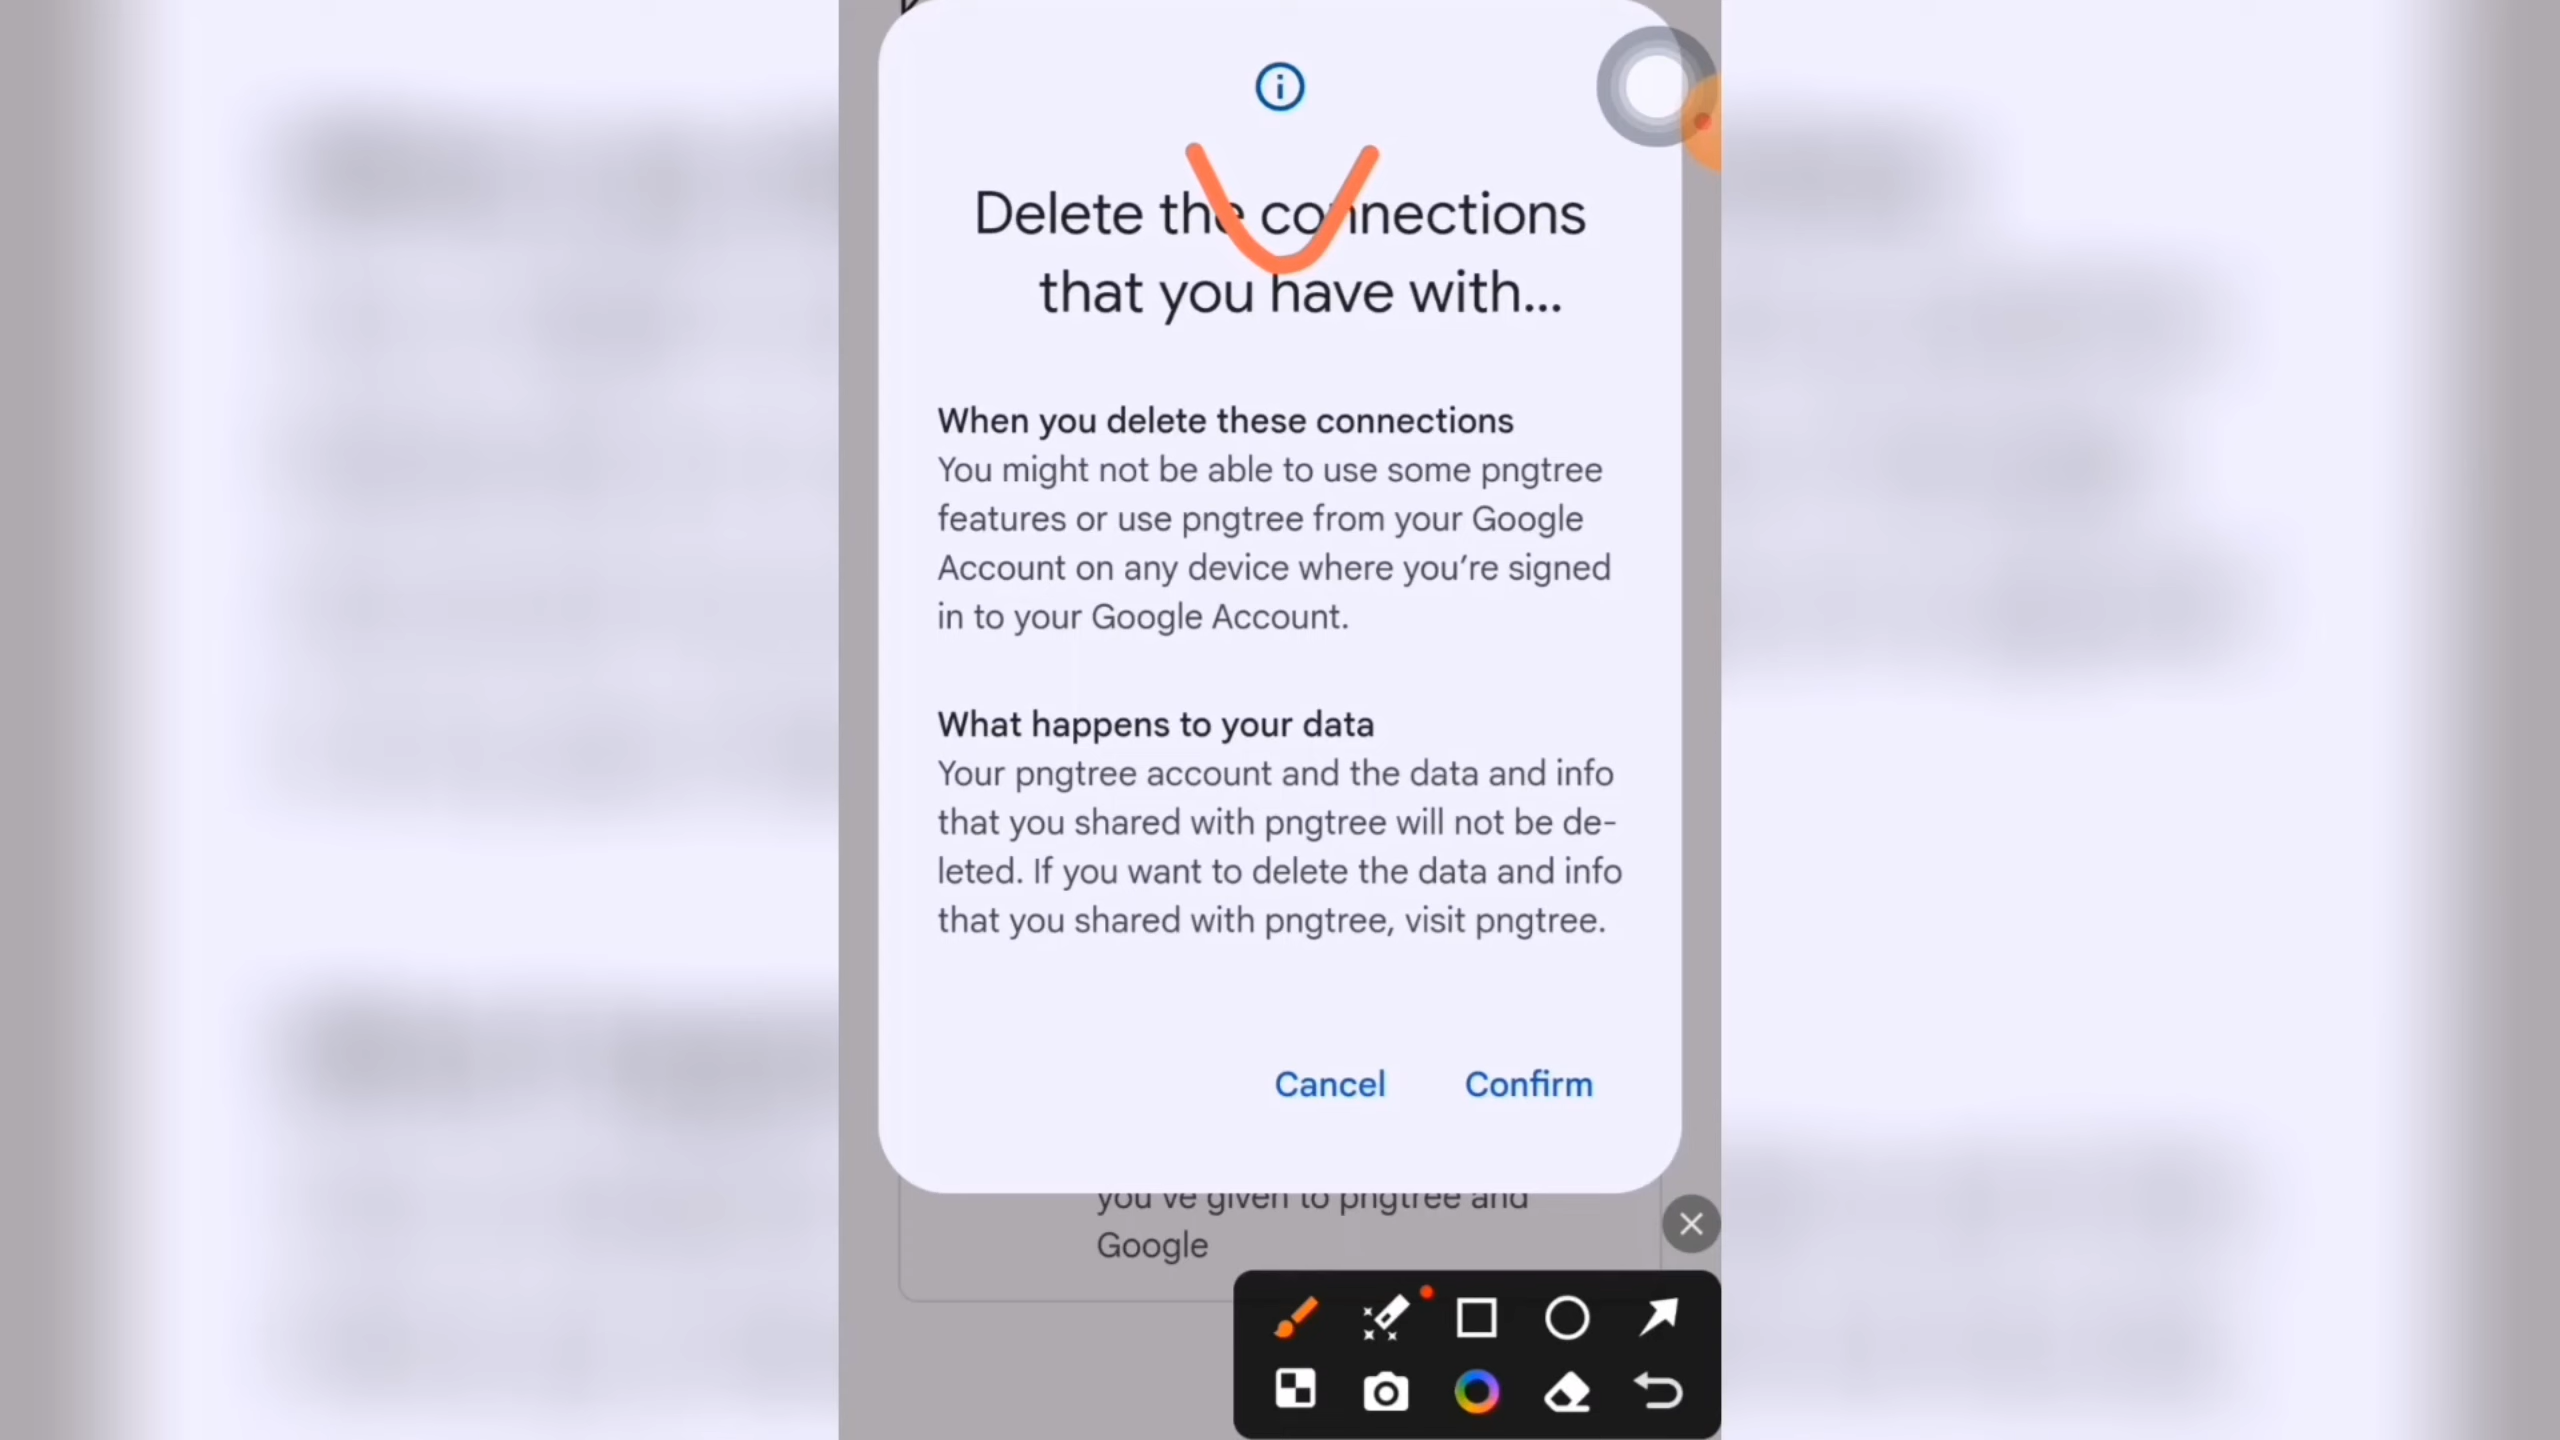 Delete the connections
that you have with...
When you delete these connections
You might not be able to use some pngtree
features or use pngtree from your Google
Account on any device where you’re signed
in to your Google Account.
What happens to your data
Your pngtree account and the data and info
that you shared with pngtree will not be de-
leted. If you want to delete the data and info
that you shared with pngtree, visit pngtree.
Cancel Confirm
you've given to pngtree and
Google